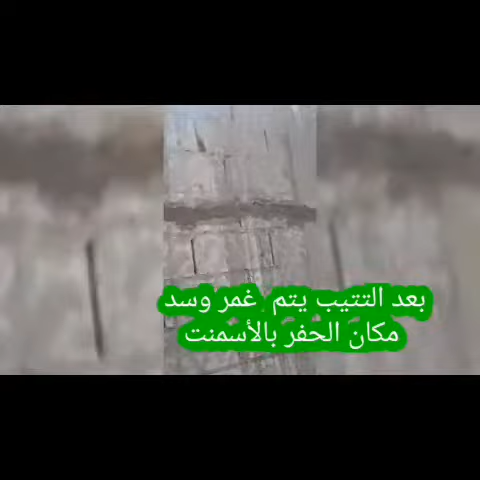 بعد التتيب يتم غمر وسد
مكان الحفر بالأسمنت